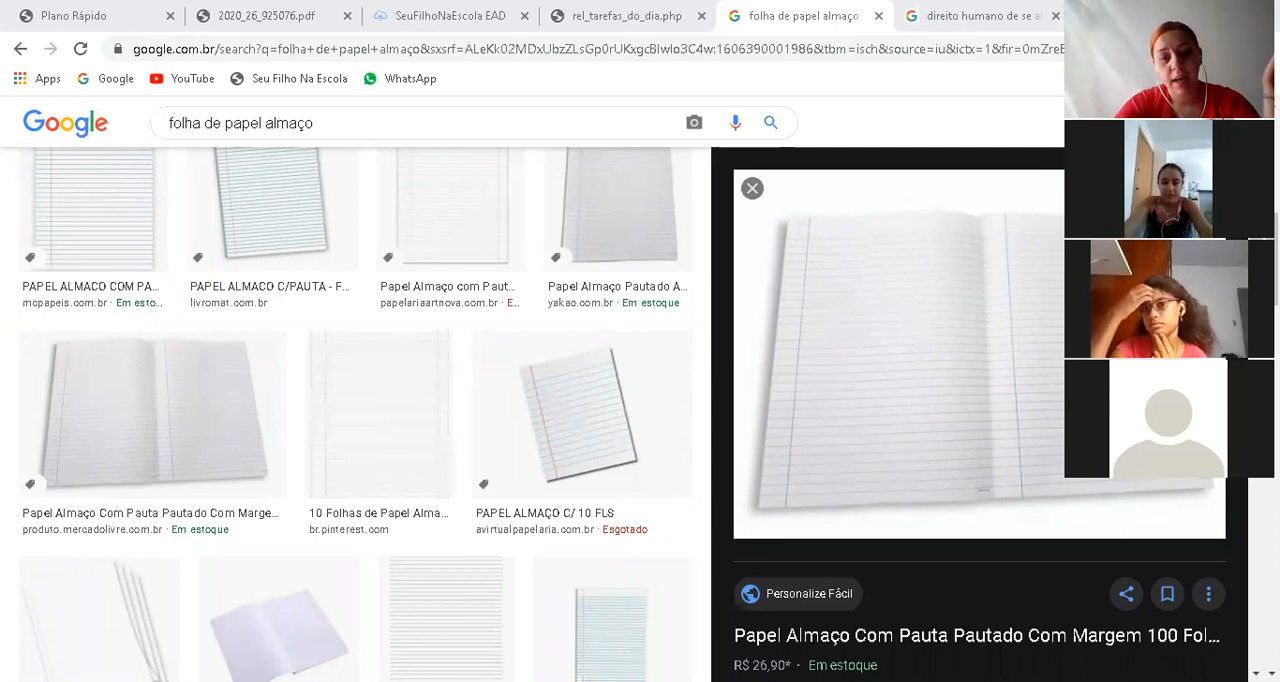 Plano Rápido
2020_26_925076.pdf
SeuFilhoNaEscola EAD
rel_tarefas_do_dia.php
folha de papel almaço
direito humano de se al
google.com.br/search?q=folha+de+papel+almaço&sxsrf=ALeKk02MDxUbzZLsGp0rUKxgcBIwlo3C4w:1606390001986&tbm=isch&source=iu&ictx=1&fir=0mZreB
Apps
Google
YouTube
Seu Filho Na Escola
WhatsApp
Google
folha de papel almaço
PAPEL ALMACO COM PA...
mcpapeis.com.br · Em esto...
PAPEL ALMACO C/PAUTA - F...
livromat.com.br
Papel Almaço Com Paut...
papelariaartnova.com.br · E...
Papel Almaço Pautado A...
yakao.com.br · Em estoque
Papel Almaço Com Pauta Pautado Com Marge...
produto.mercadolivre.com.br · Em estoque
10 Folhas de Papel Alma...
br.pinterest.com
PAPEL ALMAÇO C/ 10 FLS
avirtualpapelaria.com.br · Esgotado
Personalize Fácil
Papel Almaço Com Pauta Pautado Com Margem 100 Fol...
R$ 26,90* · Em estoque